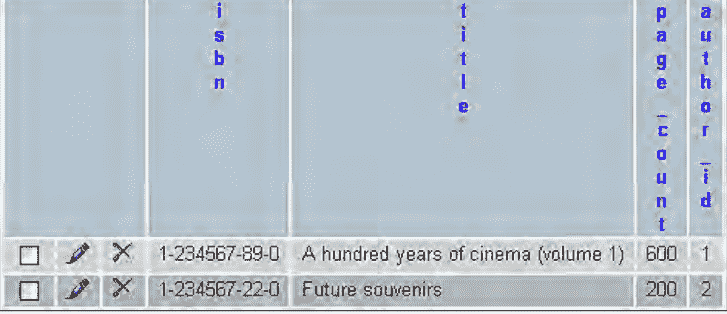 isbn
title
page_count
author_id
1-234567-89-0 A hundred years of cinema (volume 1) 600 1
1-234567-22-0 Future souvenirs 200 2